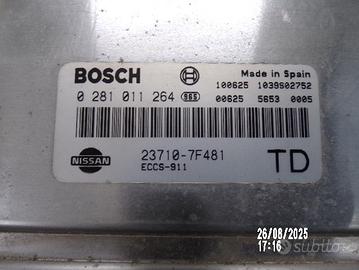 BOSCH
Made in Spain
0 281 011 264
100625 1039S02752
00625 5653 0005
NISSAN
23710-7F481
ECCS-911
TD
26/08/2025
17:16
subito